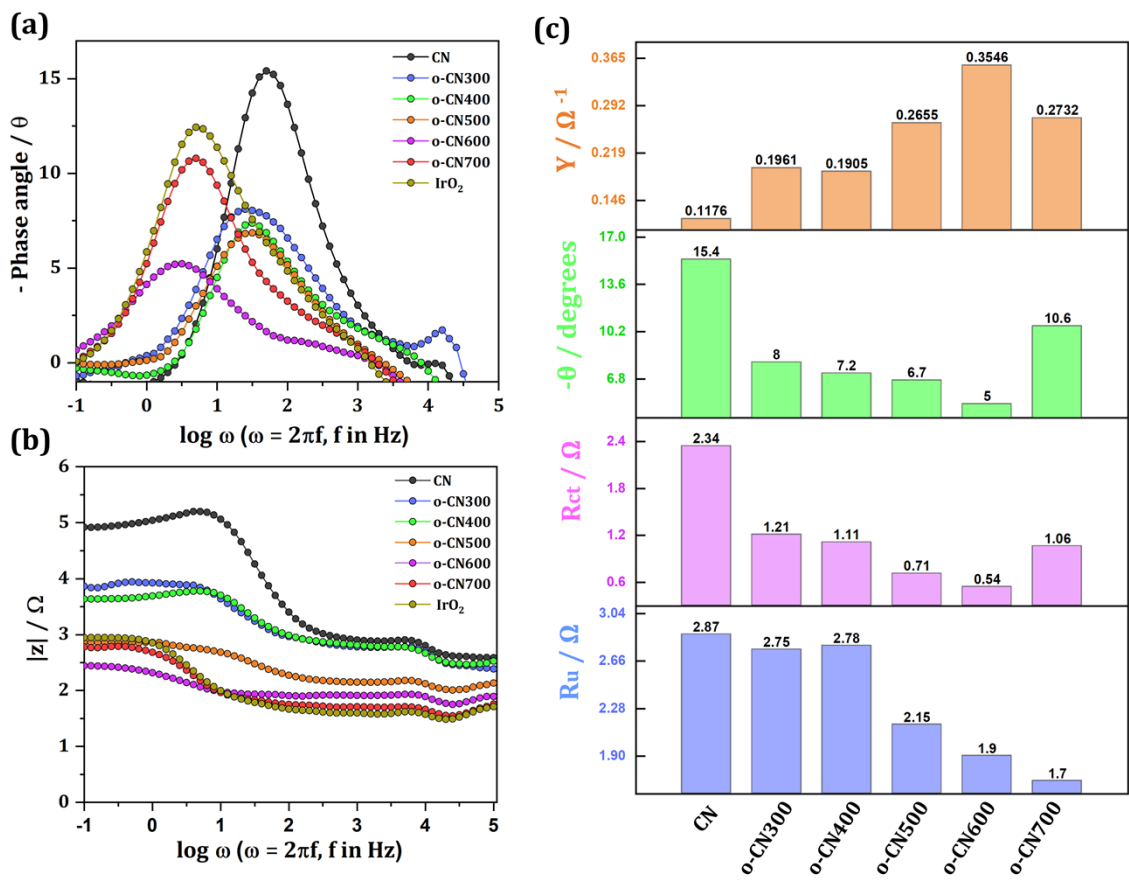 (a)
- Phase angle / θ
15
10
5
0
-1 0 1 2 3 4 5
log ω (ω = 2πf, f in Hz)
CN
o-CN300
o-CN400
o-CN500
o-CN600
o-CN700
IrO₂
(b)
|z| / Ω
6
5
4
3
2
1
0
-1 0 1 2 3 4 5
log ω (ω = 2πf, f in Hz)
CN
o-CN300
o-CN400
o-CN500
o-CN600
o-CN700
IrO₂
(c)
Y / Ω⁻¹
0.365
0.292
0.219
0.146
0.1176 0.1961 0.1905 0.2655 0.3546 0.2732
-θ / degrees
17.0
13.6
10.2
6.8
15.4 8 7.2 6.7 5 10.6
Rct / Ω
2.4
1.8
1.2
0.6
2.34 1.21 1.11 0.71 0.54 1.06
Ru / Ω
3.04
2.66
2.28
1.90
2.87 2.75 2.78 2.15 1.9 1.7
CN o-CN300 o-CN400 o-CN500 o-CN600 o-CN700